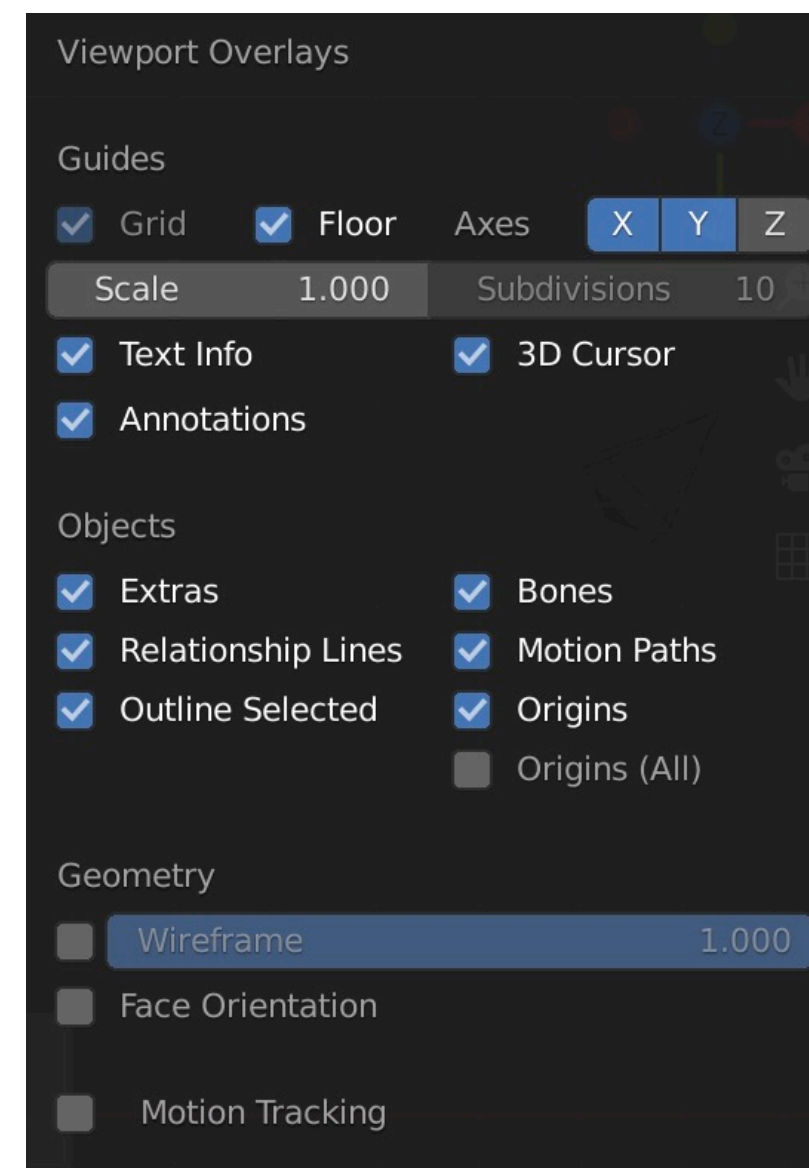 Viewport Overlays
Guides
Grid Floor Axes X Y Z
Scale 1.000 Subdivisions 10
Text Info 3D Cursor
Annotations
Objects
Extras Bones
Relationship Lines Motion Paths
Outline Selected Origins
Origins (All)
Geometry
Wireframe 1.000
Face Orientation
Motion Tracking